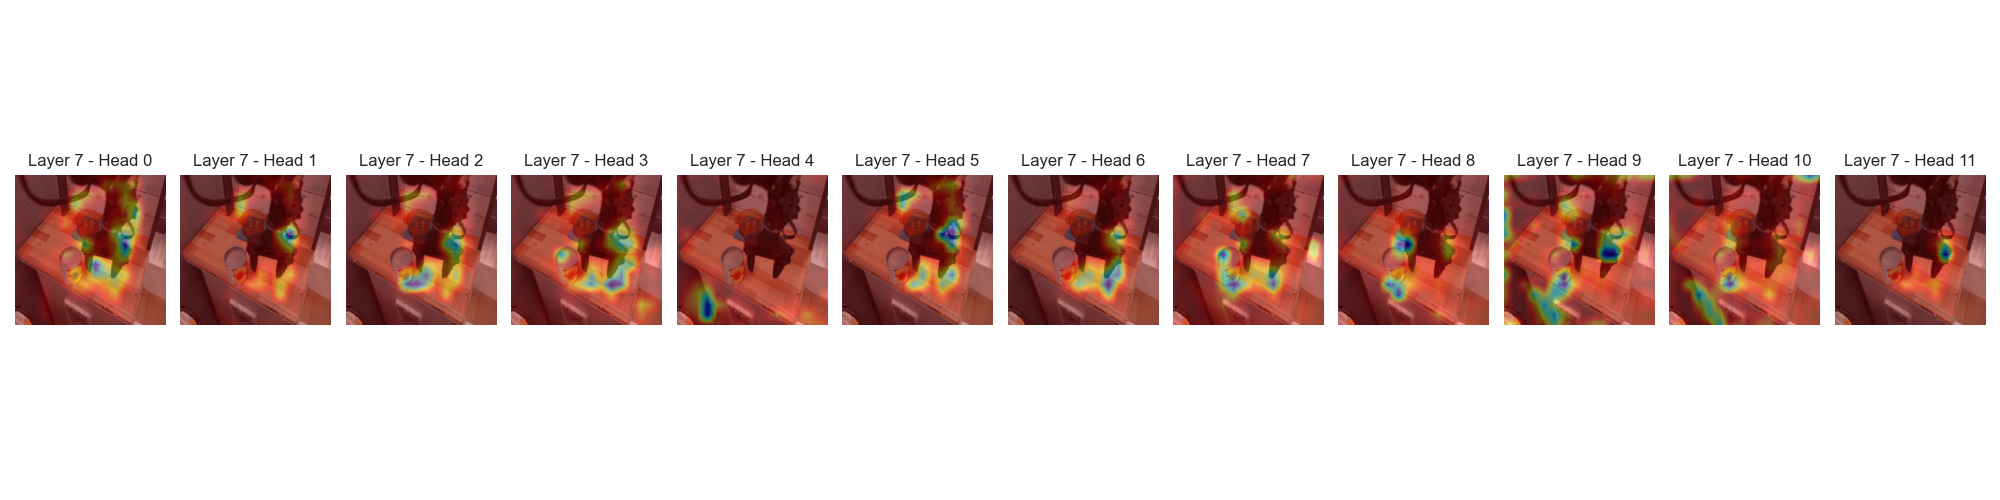 Layer 7 - Head 0
Layer 7 - Head 1
Layer 7 - Head 2
Layer 7 - Head 3
Layer 7 - Head 4
Layer 7 - Head 5
Layer 7 - Head 6
Layer 7 - Head 7
Layer 7 - Head 8
Layer 7 - Head 9
Layer 7 - Head 10
Layer 7 - Head 11